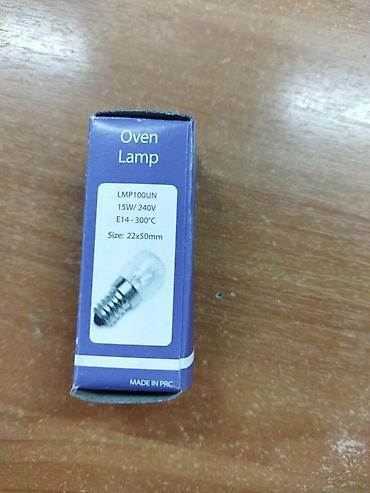 Oven
Lamp
LMP100UN
15W/ 240V
E14 - 300°C
Size: 22x50mm
MADE IN PRC